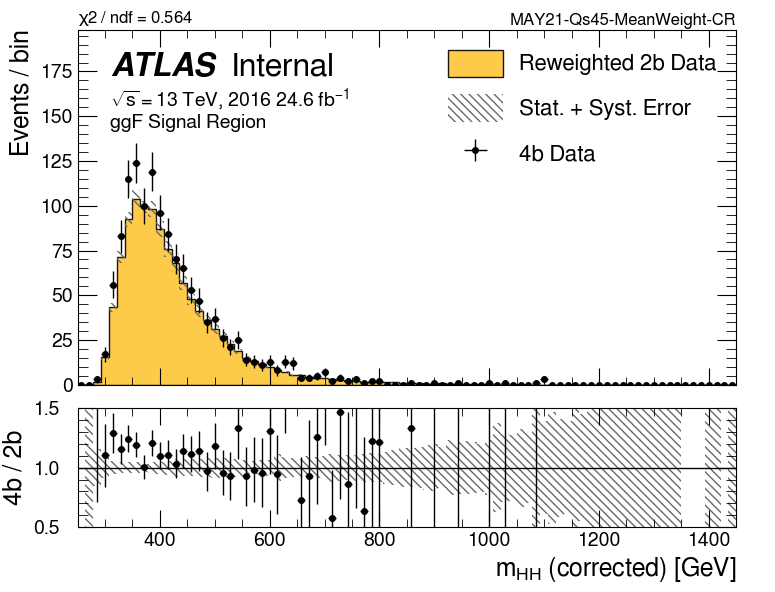 χ2 / ndf = 0.564
MAY21-Qs45-MeanWeight-CR
Events / bin
ATLAS Internal
√s = 13 TeV, 2016 24.6 fb⁻¹
ggF Signal Region
Reweighted 2b Data
Stat. + Syst. Error
4b Data
175
150
125
100
75
50
25
0
4b / 2b
1.5
1.0
0.5
400 600 800 1000 1200 1400
m_HH (corrected) [GeV]